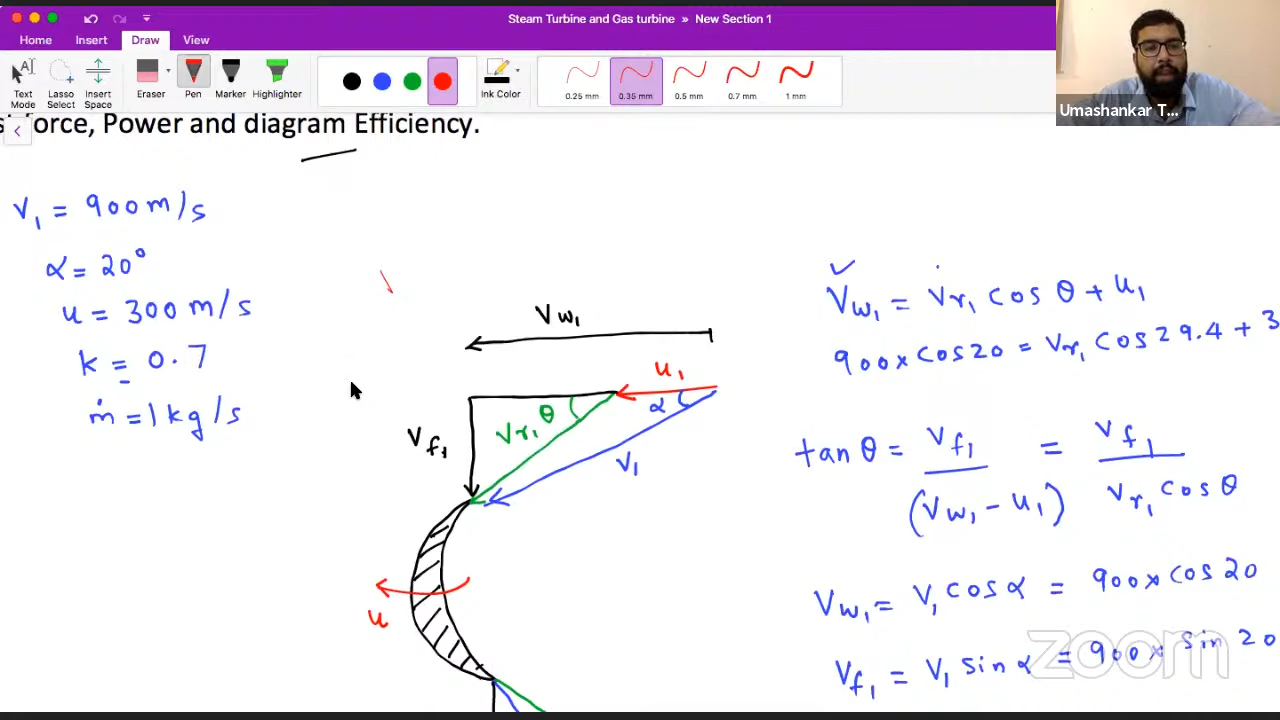 Steam Turbine and Gas turbine » New Section 1
Home Insert Draw View
Text Mode
Lasso Select
Insert Space
Eraser
Pen
Marker
Highlighter
Ink Color
0.25 mm
0.35 mm
0.5 mm
0.7 mm
1 mm
Umashankar T...
Force, Power and diagram Efficiency.
V₁ = 900 m/s
α = 20°
u = 300 m/s
k = 0.7
ṁ = 1 kg/s
Vw₁
u₁
α
θ
Vr₁
Vf₁
V₁
u
Vw₁ = Vr₁ cos θ + u₁
900 x cos 20 = Vr₁ cos 29.4 + 3
tan θ = Vf₁ / (Vw₁ - u₁) = Vf₁ / Vr₁ cos θ
Vw₁ = V₁ cos α = 900 x cos 20
Vf₁ = V₁ sin α = 900 x sin 20
zoom